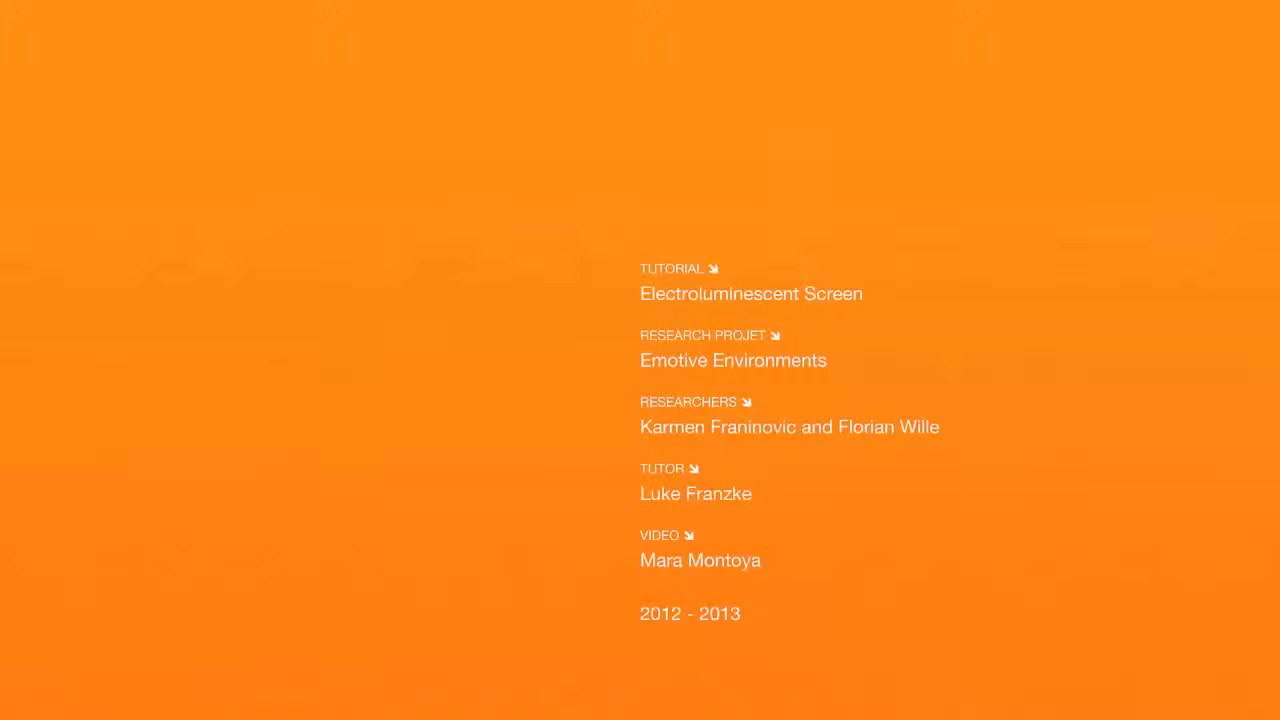 TUTORIAL ↘
Electroluminescent Screen
RESEARCH PROJET ↘
Emotive Environments
RESEARCHERS ↘
Karmen Franinovic and Florian Wille
TUTOR ↘
Luke Franzke
VIDEO ↘
Mara Montoya
2012 - 2013